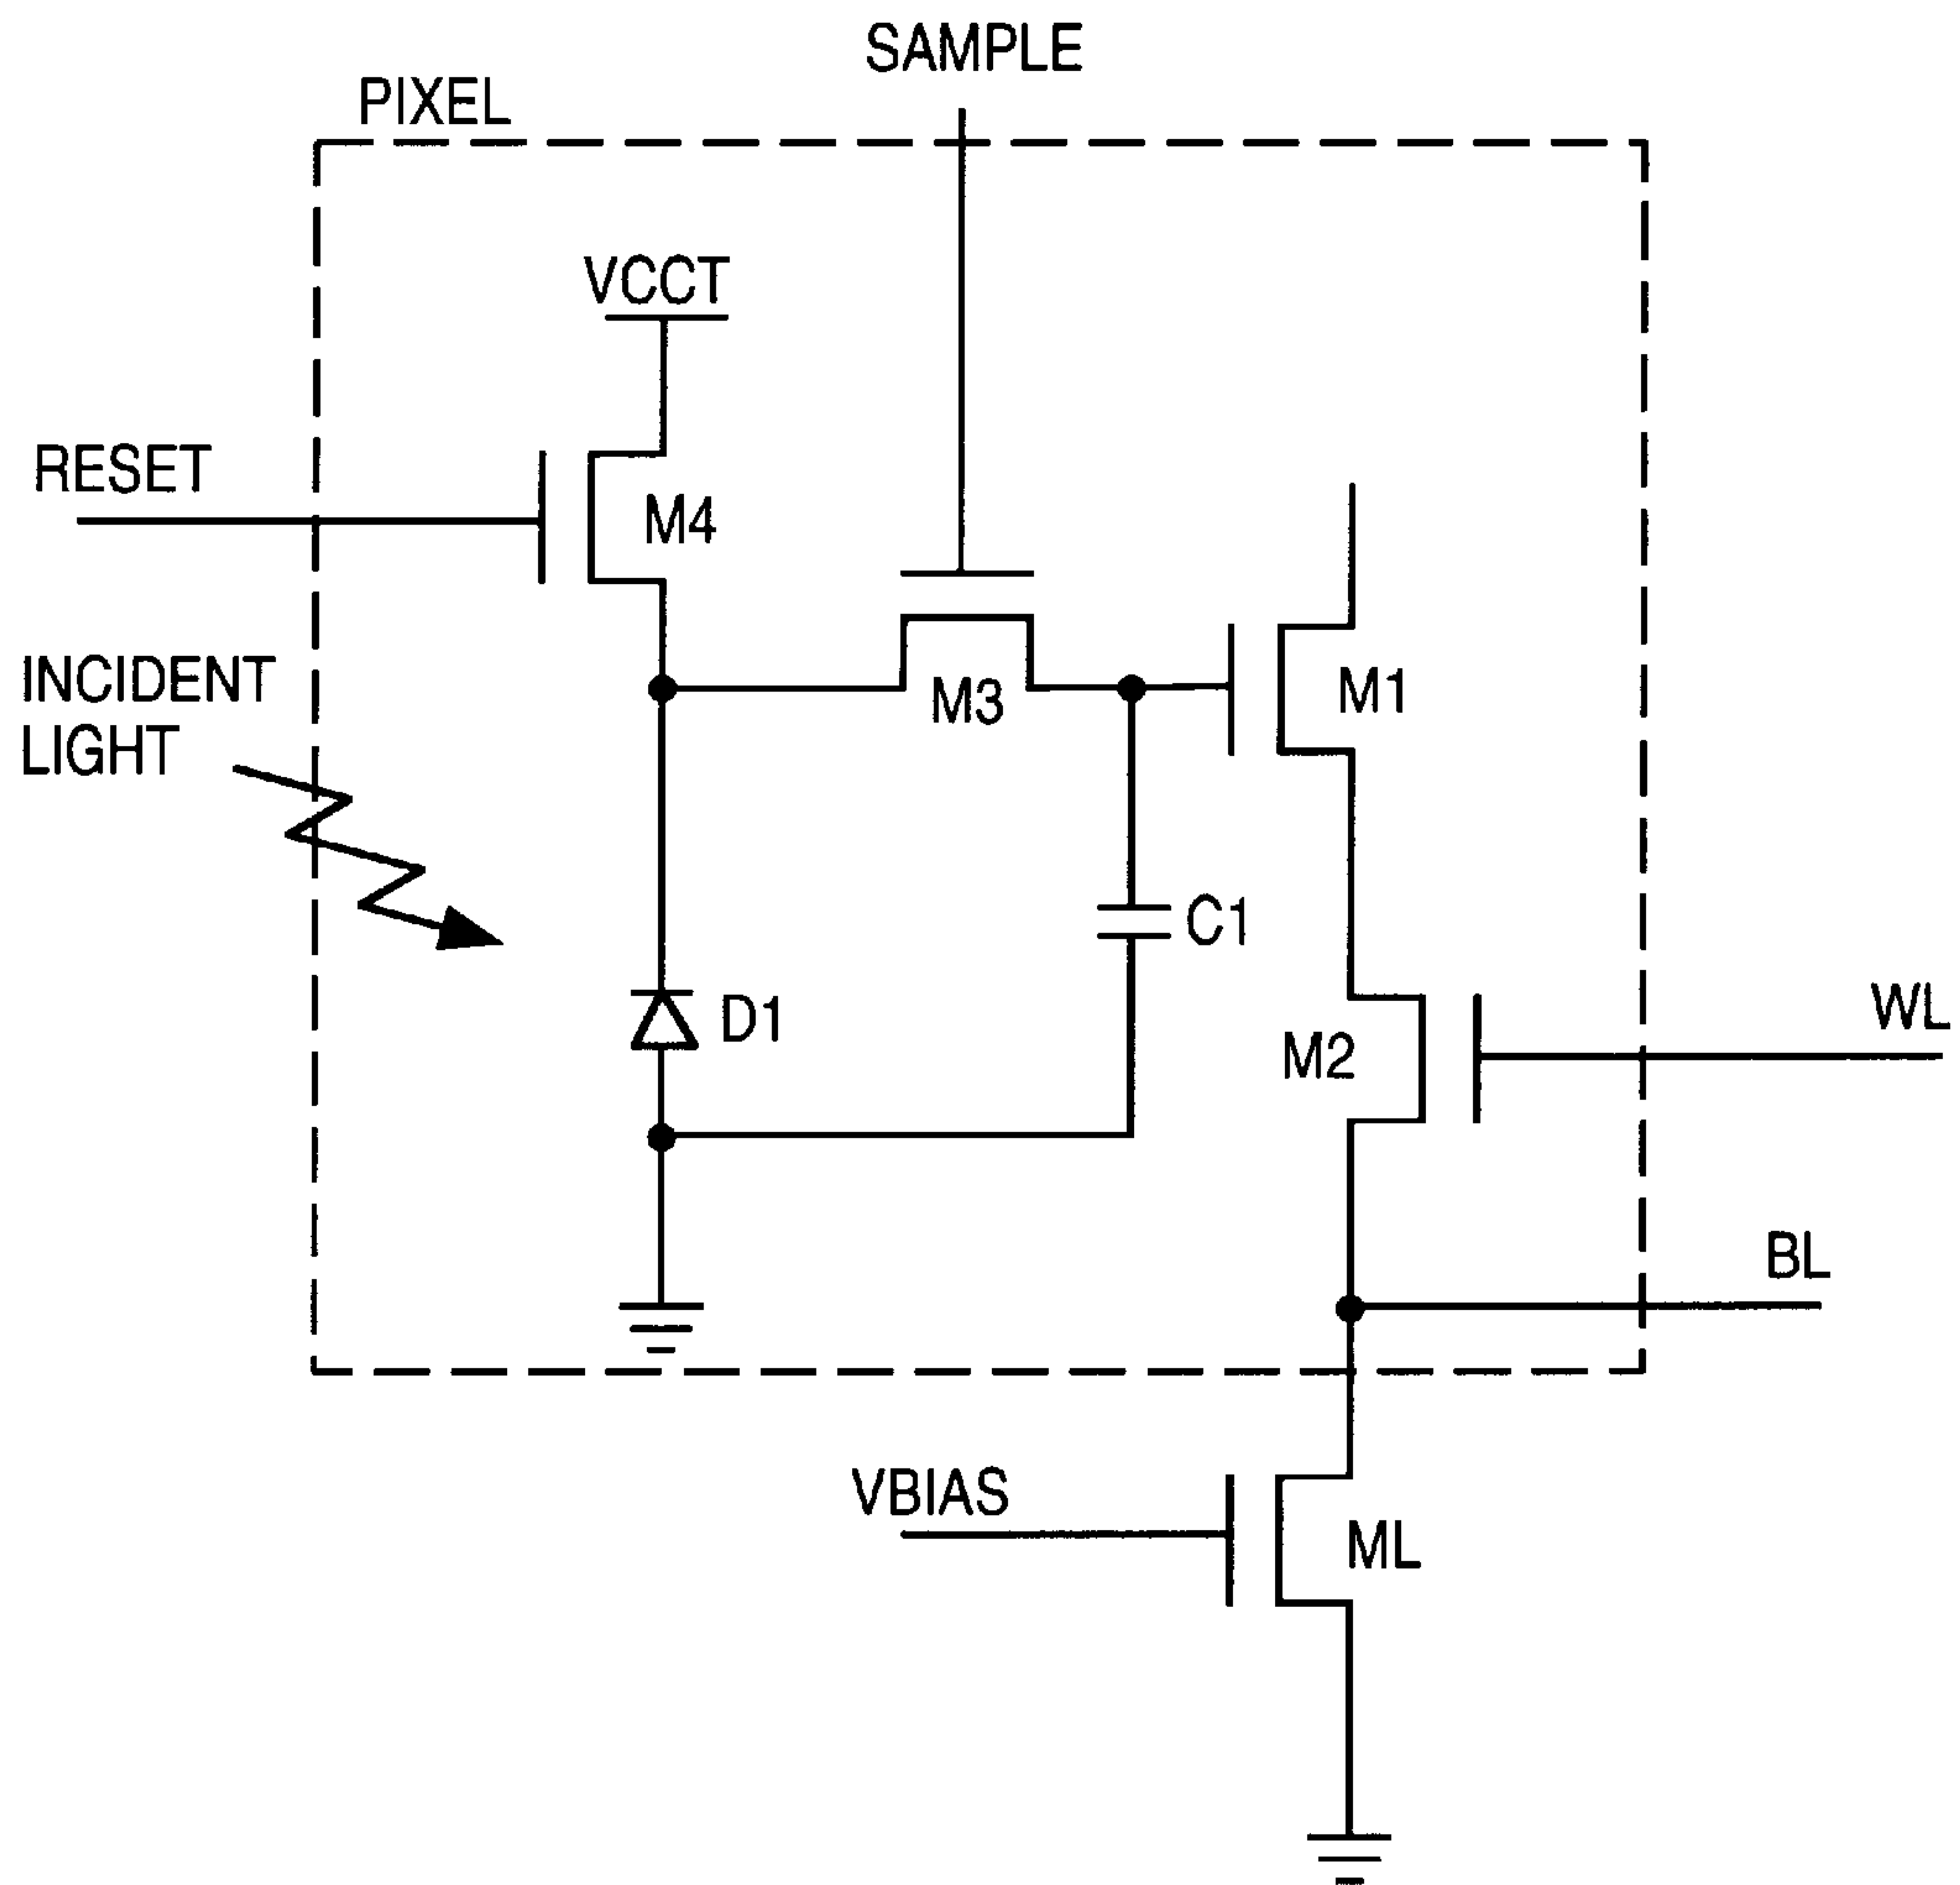 SAMPLE
PIXEL
VCCT
RESET
M4
INCIDENT
LIGHT
M3
M1
C1
D1
WL
M2
BL
VBIAS
ML